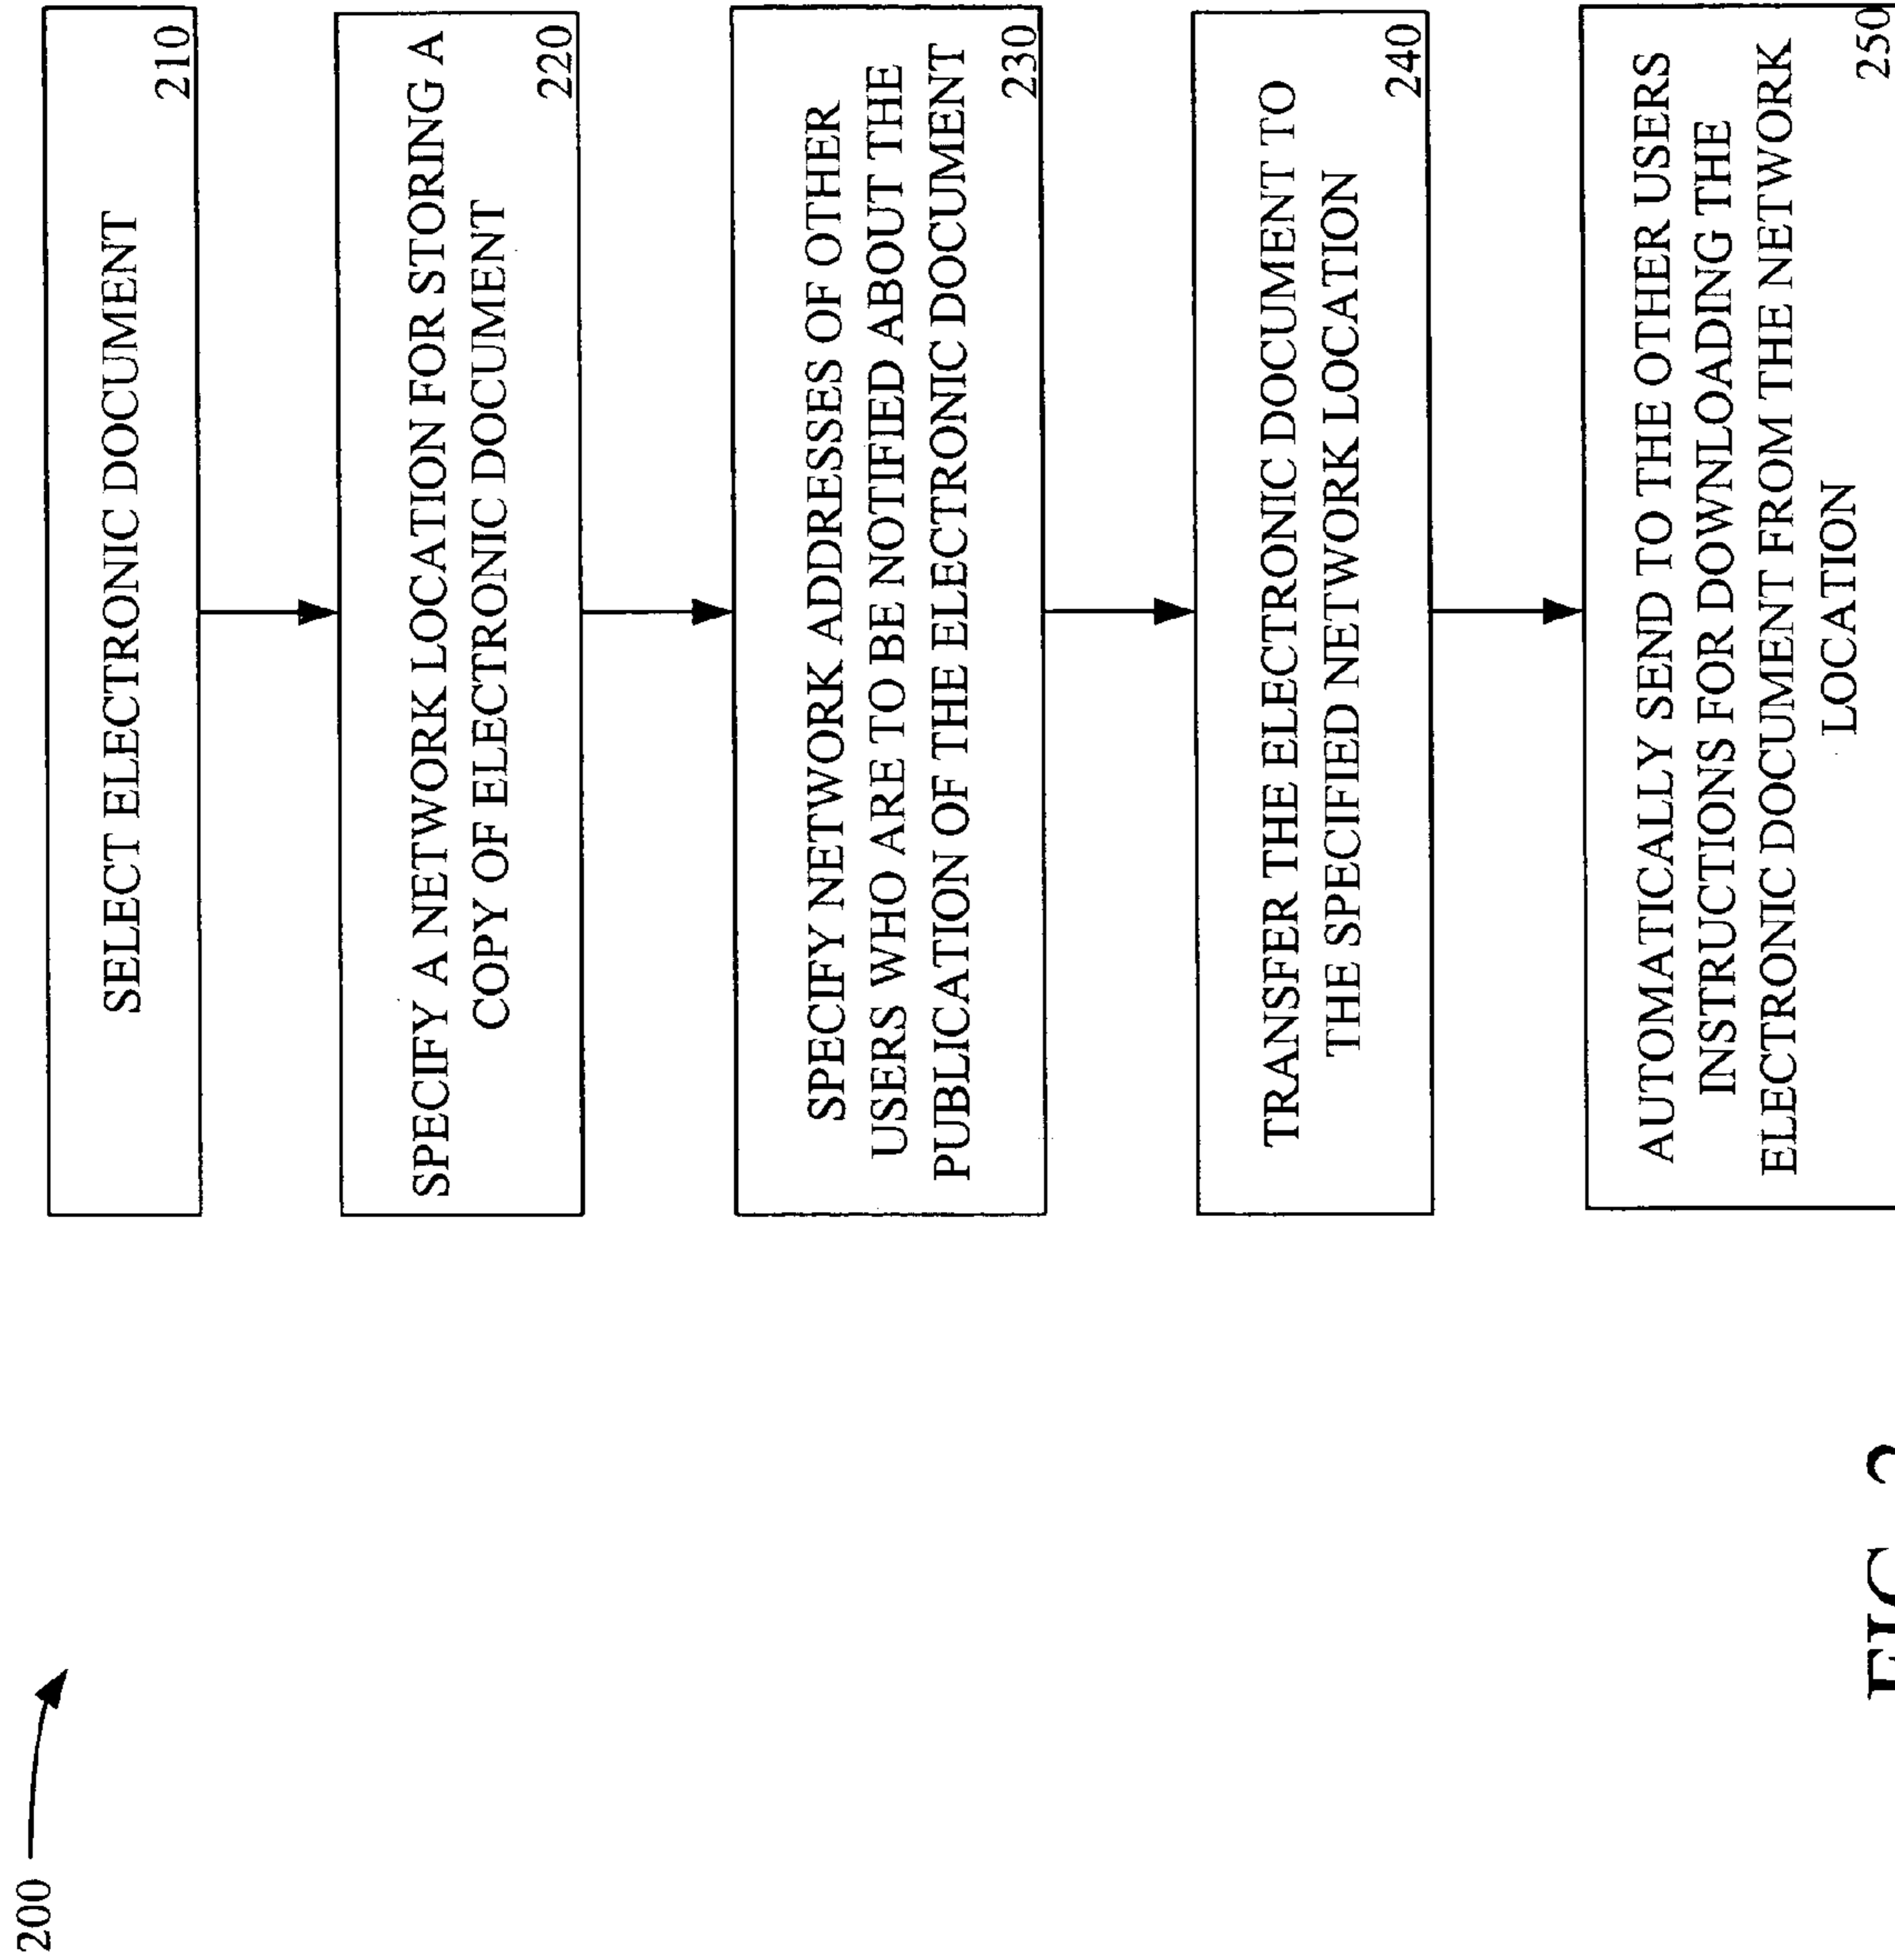 200
SELECT ELECTRONIC DOCUMENT
210
SPECIFY A NETWORK LOCATION FOR STORING A
COPY OF ELECTRONIC DOCUMENT
220
SPECIFY NETWORK ADDRESSES OF OTHER
USERS WHO ARE TO BE NOTIFIED ABOUT THE
PUBLICATION OF THE ELECTRONIC DOCUMENT
230
TRANSFER THE ELECTRONIC DOCUMENT TO
THE SPECIFIED NETWORK LOCATION
240
AUTOMATICALLY SEND TO THE OTHER USERS
INSTRUCTIONS FOR DOWNLOADING THE
ELECTRONIC DOCUMENT FROM THE NETWORK
LOCATION
250
FIG.